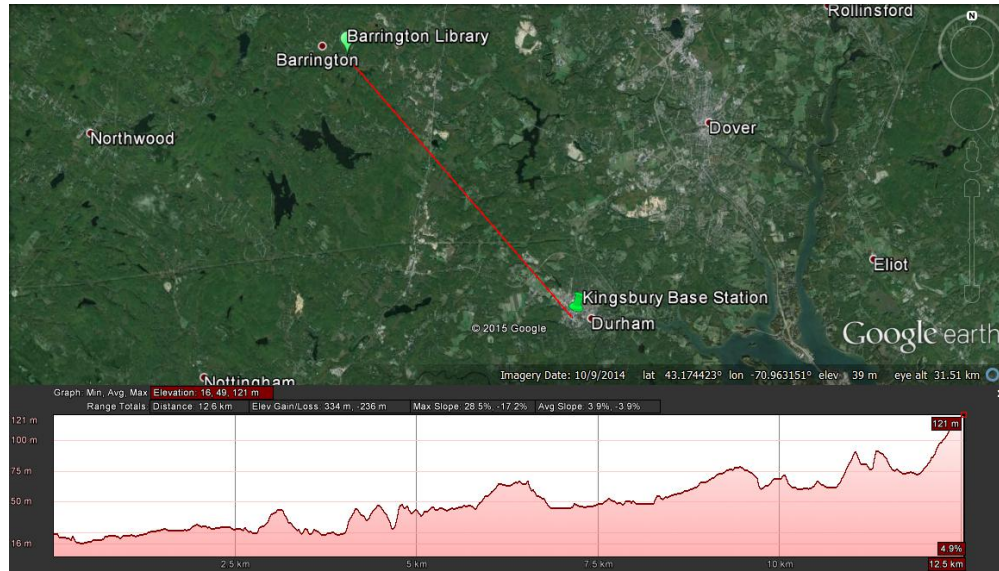 Rollinsford
N
Barrington Library
Barrington
Dover
Northwood
Eliot
Kingsbury Base Station
Durham
© 2015 Google
Google earth
Nottingham
Imagery Date: 10/9/2014 lat 43.174423° lon -70.963151° elev 39 m eye alt 31.51 km
Graph: Min, Avg, Max Elevation: 16, 49, 121 m
Range Totals: Distance: 12.6 km Elev Gain/Loss: 334 m, -236 m Max Slope: 28.5%, -17.2% Avg Slope: 3.9%, -3.9%
121 m
121 m
100 m
75 m
50 m
16 m
4.9%
2.5 km 5 km 7.5 km 10 km 12.5 km